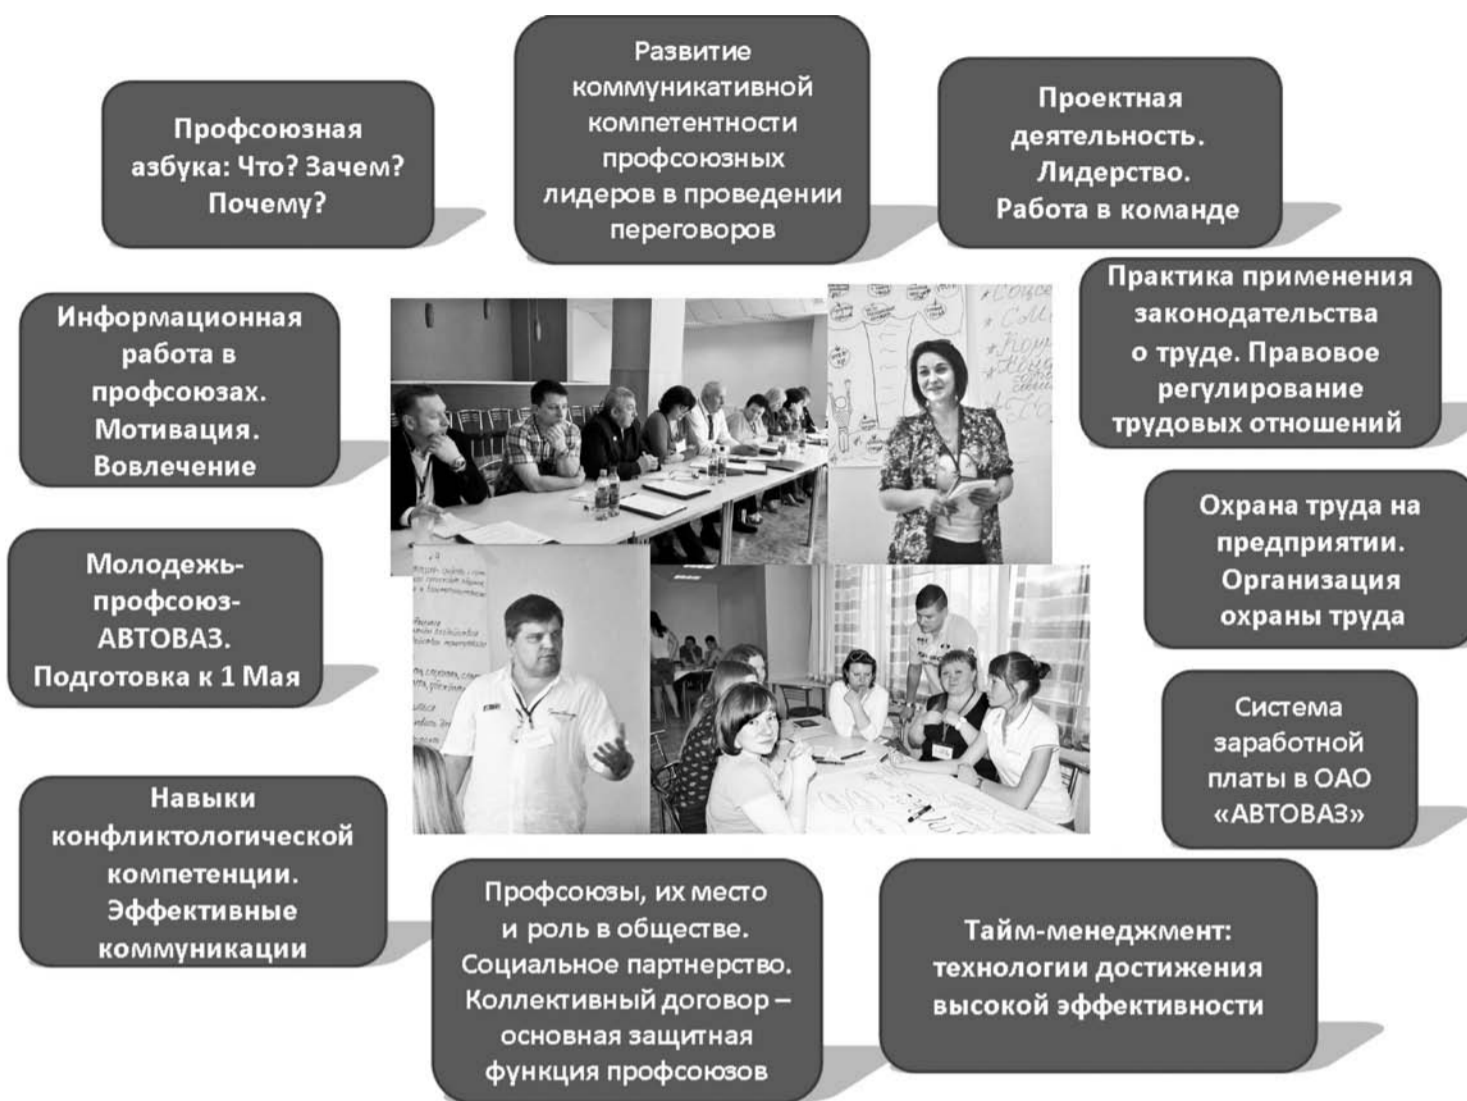 Развитие
коммуникативной
компетентности
профсоюзных
лидеров в проведении
переговоров
Профсоюзная
азбука: Что? Зачем?
Почему?
Проектная
деятельность.
Лидерство.
Работа в команде
Информационная
работа в
профсоюзах.
Мотивация.
Вовлечение
Практика применения
законодательства
о труде. Правовое
регулирование
трудовых отношений
Молодежь-
профсоюз-
АВТОВАЗ.
Подготовка к 1 Мая
Охрана труда на
предприятии.
Организация
охраны труда
Система
заработной
платы в ОАО
«АВТОВАЗ»
Навыки
конфликтологической
компетенции.
Эффективные
коммуникации
Профсоюзы, их место
и роль в обществе.
Социальное партнерство.
Коллективный договор –
основная защитная
функция профсоюзов
Тайм-менеджмент:
технологии достижения
высокой эффективности